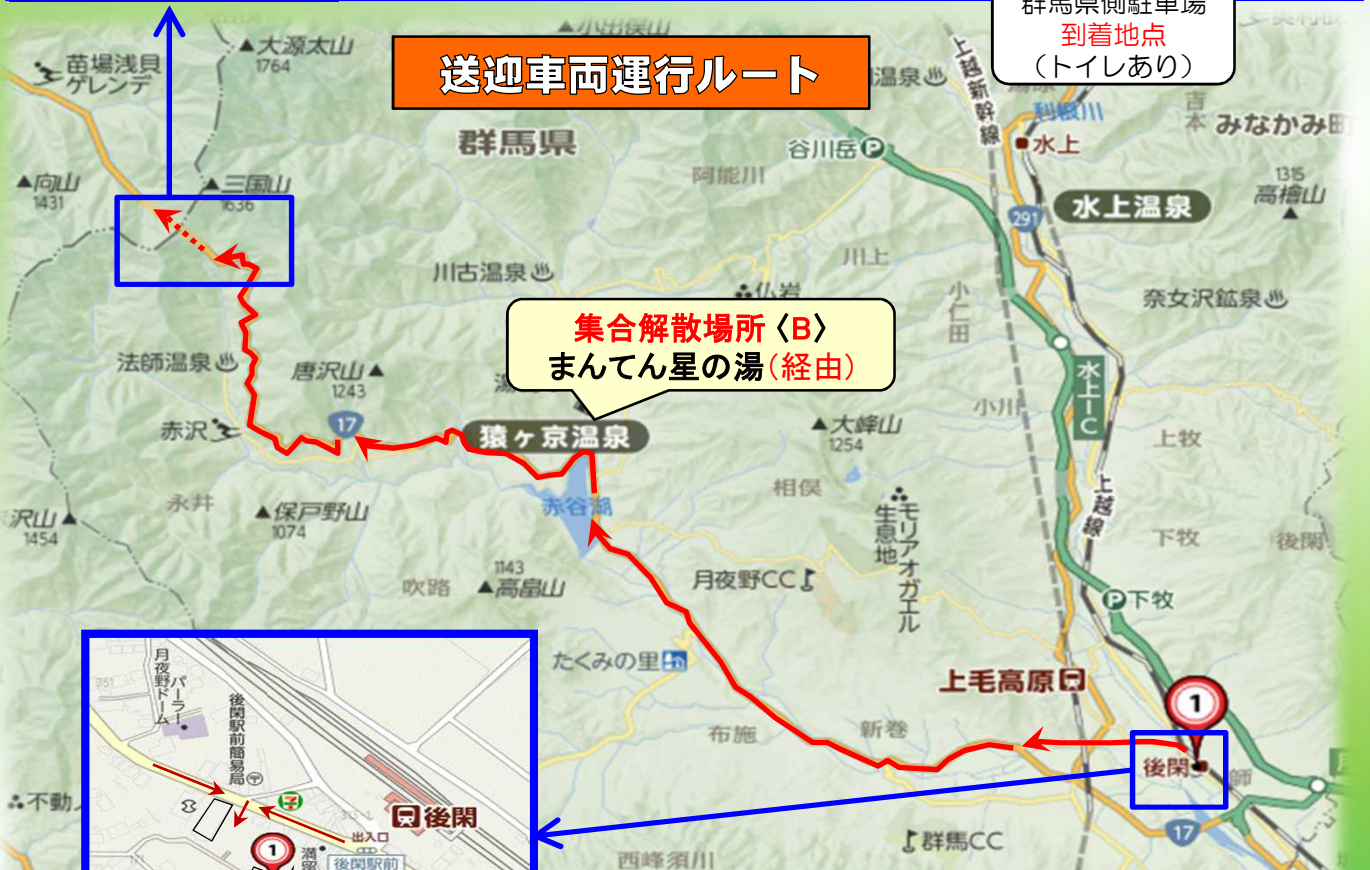 群馬県側駐車場
到着地点
（トイレあり）
送迎車両運行ルート
▲大源太山
1764
▲小出俣山
苗場浅貝
ゲレンデ
温泉
上越新幹線
利根川
水上
みなかみ町
谷川岳P
群馬県
阿能川
291
水上温泉
1315
高檜山
▲
▲向山
1431
▲三国山
1636
川古温泉
川上
仏岩
小仁田
奈女沢鉱泉
集合解散場所〈B〉
まんてん星の湯（経由）
法師温泉
唐沢山▲
1243
水上IC
赤沢
17
猿ヶ京温泉
▲大峰山
1254
小川
上牧
永井
▲保戸野山
1074
赤谷湖
相俣
モリアオガエル
生息地
上越線
沢山▲
1454
下牧
後閑
吹路
1143
▲高畠山
月夜野CC
P下牧
たくみの里
上毛高原
1
布施
新巻
後閑
師
17
群馬CC
西峰須川
不動
月夜野ドーム
パーラー
351
後閑駅前簡易局
後閑
出入口
1
後閑駅前